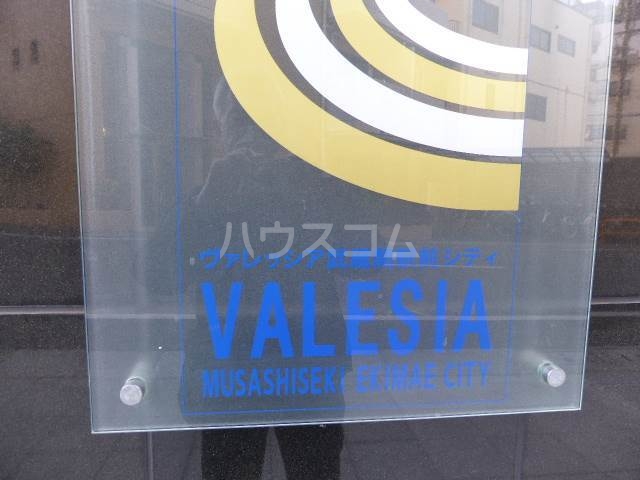 ハウスコム
ヴァレッシア武蔵関駅前シティ
VALESIA
MUSASHISEKI EKIMAE CITY